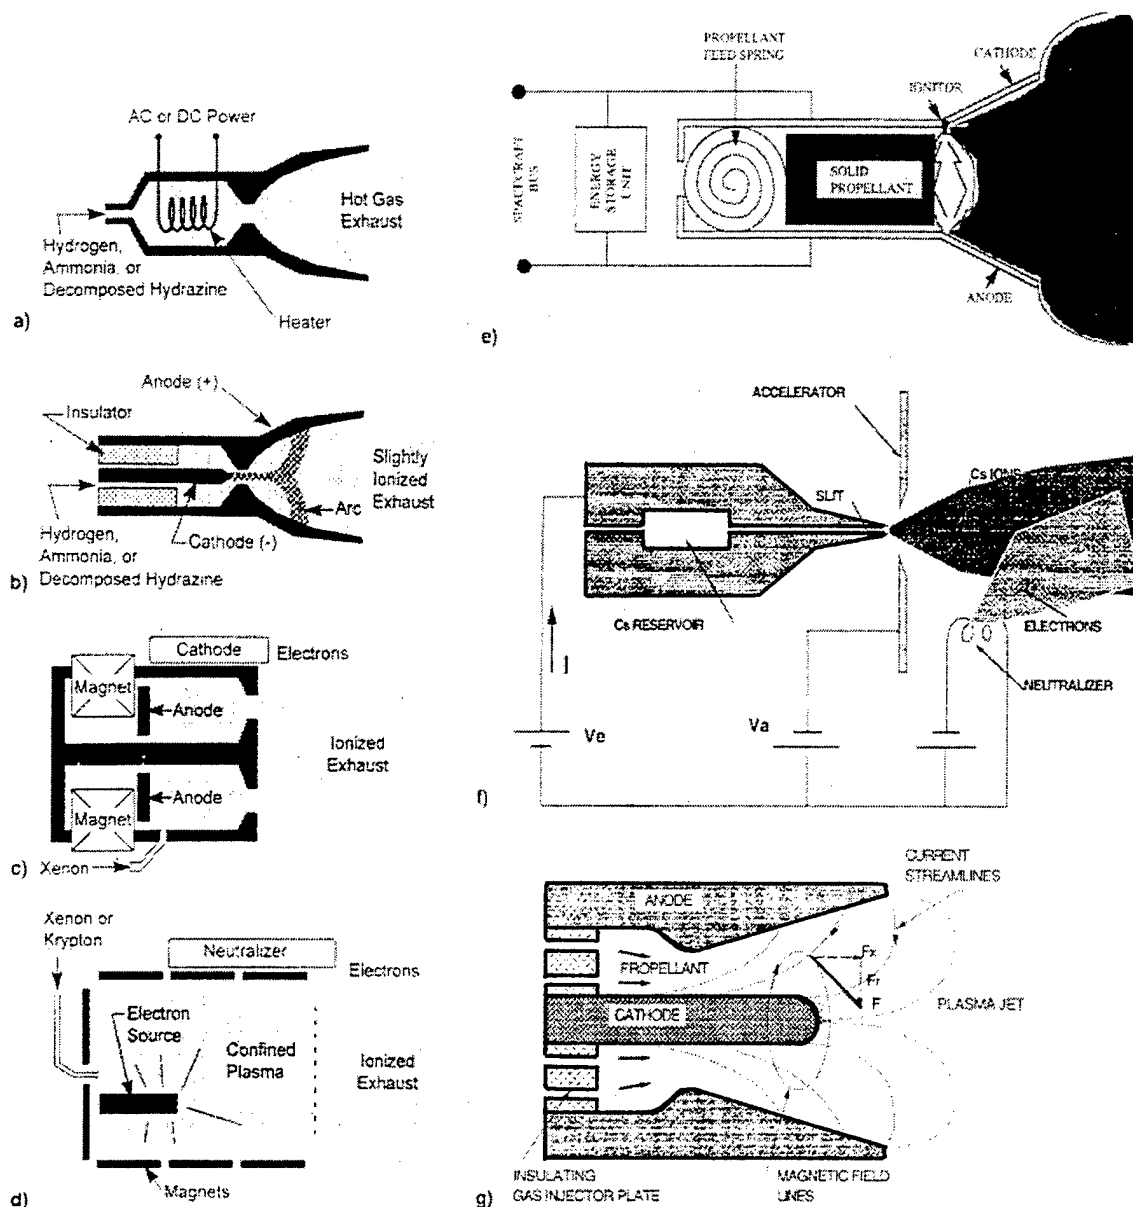 AC or DC Power
Hot Gas
Exhaust
Hydrogen,
Ammonia, or
Decomposed Hydrazine
Heater
a)
Anode (+)
Insulator
Slightly
Ionized
Exhaust
Arc
Cathode (-)
Hydrogen,
Ammonia, or
Decomposed Hydrazine
b)
Cathode
Electrons
Magnet
Anode
Ionized
Exhaust
Anode
Magnet
c)
Xenon
Xenon or
Krypton
Neutralizer
Electrons
Electron
Source
Confined
Plasma
Ionized
Exhaust
Magnets
d)
PROPELLANT
FEED SPRING
CATHODE
IGNITOR
SPACECRAFT
BUS
ENERGY
STORAGE
UNIT
SOLID
PROPELLANT
ANODE
e)
ACCELERATOR
Cs IONS
SLIT
Cs RESERVOIR
ELECTRONS
NEUTRALIZER
I
Ve
Va
f)
CURRENT
STREAMLINES
ANODE
PROPELLANT
Fx
Fr
F
CATHODE
PLASMA JET
INSULATING
GAS INJECTOR PLATE
MAGNETIC FIELD
LINES
g)